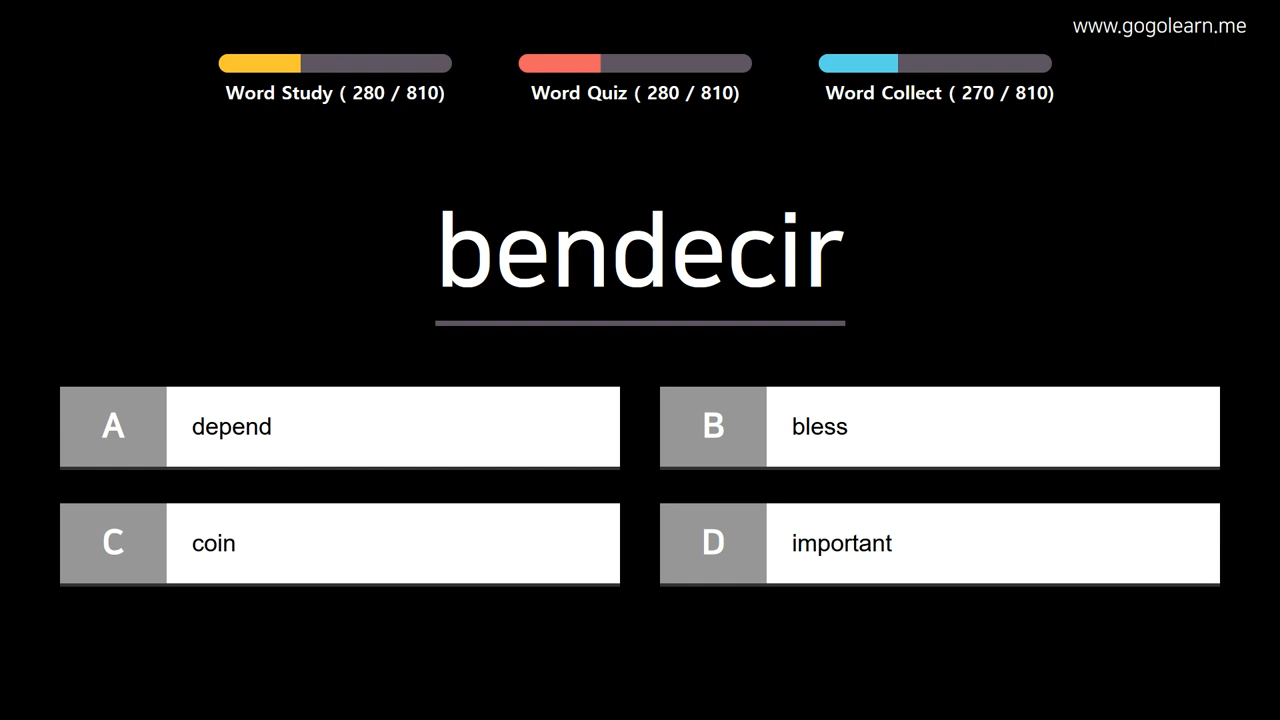 www.gogolearn.me
Word Study ( 280 / 810)
Word Quiz ( 280 / 810)
Word Collect ( 270 / 810)
bendecir
A depend
B bless
C coin
D important